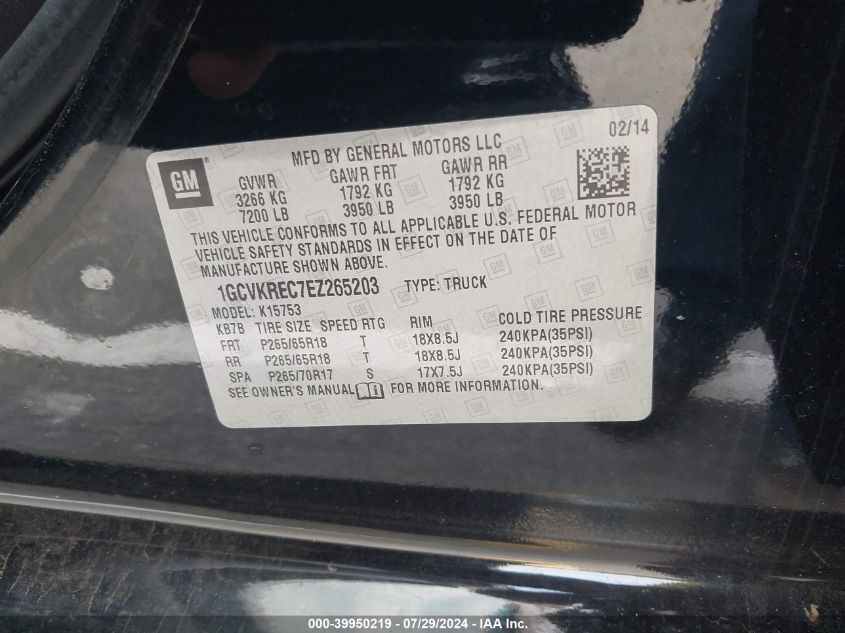 02/14
MFD BY GENERAL MOTORS LLC
GM
GVWR GAWR FRT GAWR RR
3266 KG 1792 KG 1792 KG
7200 LB 3950 LB 3950 LB
THIS VEHICLE CONFORMS TO ALL APPLICABLE U.S. FEDERAL MOTOR
VEHICLE SAFETY STANDARDS IN EFFECT ON THE DATE OF
MANUFACTURE SHOWN ABOVE.
1GCVKREC7EZ265203 TYPE: TRUCK
MODEL: K15753
KB7B TIRE SIZE SPEED RTG RIM COLD TIRE PRESSURE
FRT P265/65R18 T 18X8.5J 240KPA(35PSI)
RR P265/65R18 T 18X8.5J 240KPA(35PSI)
SPA P265/70R17 S 17X7.5J 240KPA(35PSI)
SEE OWNER'S MANUAL FOR MORE INFORMATION.
000-39950219 - 07/29/2024 - IAA Inc.